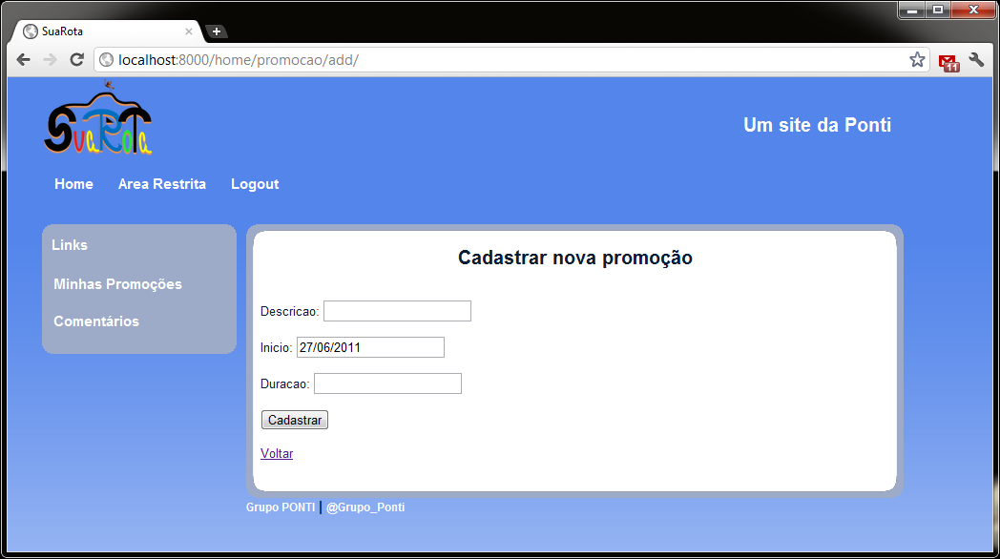 SuaRota
localhost:8000/home/promocao/add/
11
SuaRota
Um site da Ponti
Home Area Restrita Logout
Links
Minhas Promoções
Comentários
Cadastrar nova promoção
Descricao:
Inicio: 27/06/2011
Duracao:
Cadastrar
Voltar
Grupo PONTI | @Grupo_Ponti